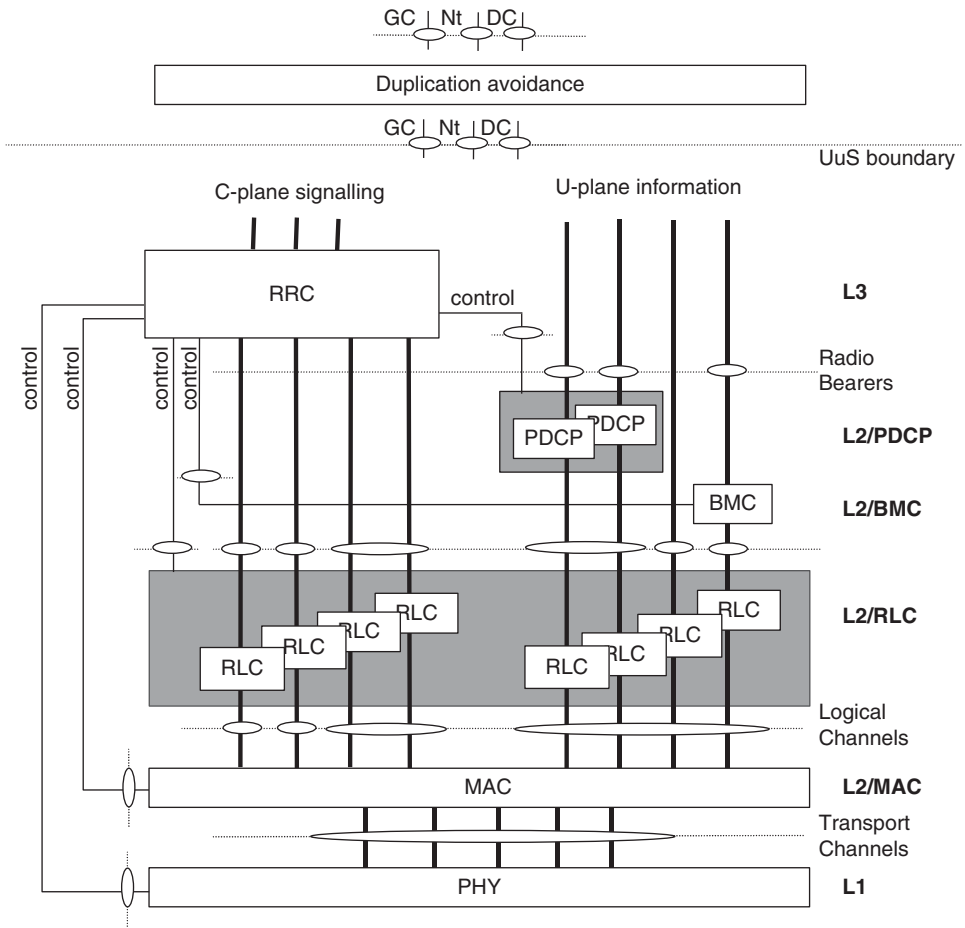 GC Nt DC
Duplication avoidance
GC Nt DC
UuS boundary
C-plane signalling
U-plane information
RRC
control
L3
control
control
control
control
Radio
Bearers
PDCP
PDCP
L2/PDCP
BMC
L2/BMC
RLC
RLC
RLC
RLC
RLC
RLC
RLC
RLC
L2/RLC
Logical
Channels
MAC
L2/MAC
Transport
Channels
PHY
L1